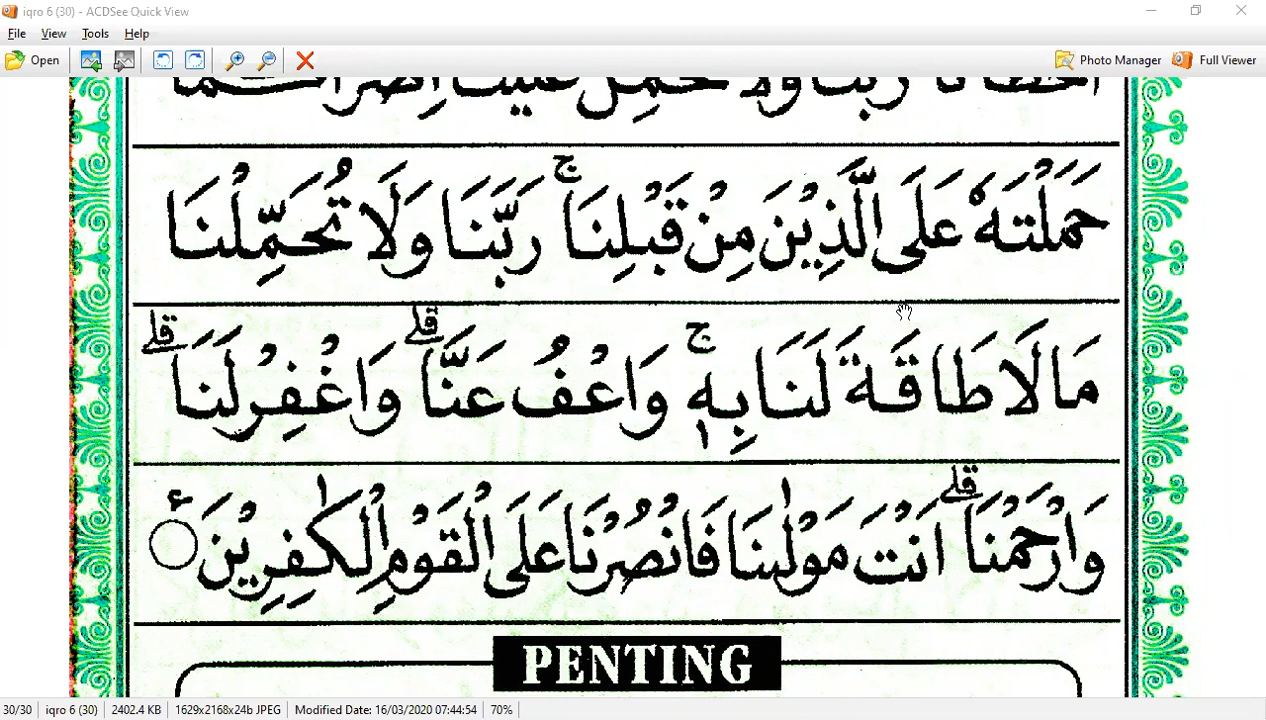 iqro 6 (30) - ACDSee Quick View
File View Tools Help
Open Photo Manager Full Viewer
رَبَّنَا وَلَا تَحْمِلْ عَلَيْنَا اِصْرًا كَمَا
حَمَلْتَهٗ عَلَى الَّذِيْنَ مِنْ قَبْلِنَا ۚ رَبَّنَا وَلَا تُحَمِّلْنَا
مَالَا طَاقَةَ لَنَا بِهٖ ۚ وَاعْفُ عَنَّا ۗ وَاغْفِرْلَنَا ۗ
وَارْحَمْنَا ۗ اَنْتَ مَوْلٰىنَا فَانْصُرْنَا عَلَى الْقَوْمِ الْكٰفِرِيْنَ ع
PENTING
30/30 iqro 6 (30) 2402.4 KB 1629x2168x24b JPEG Modified Date: 16/03/2020 07:44:54 70%